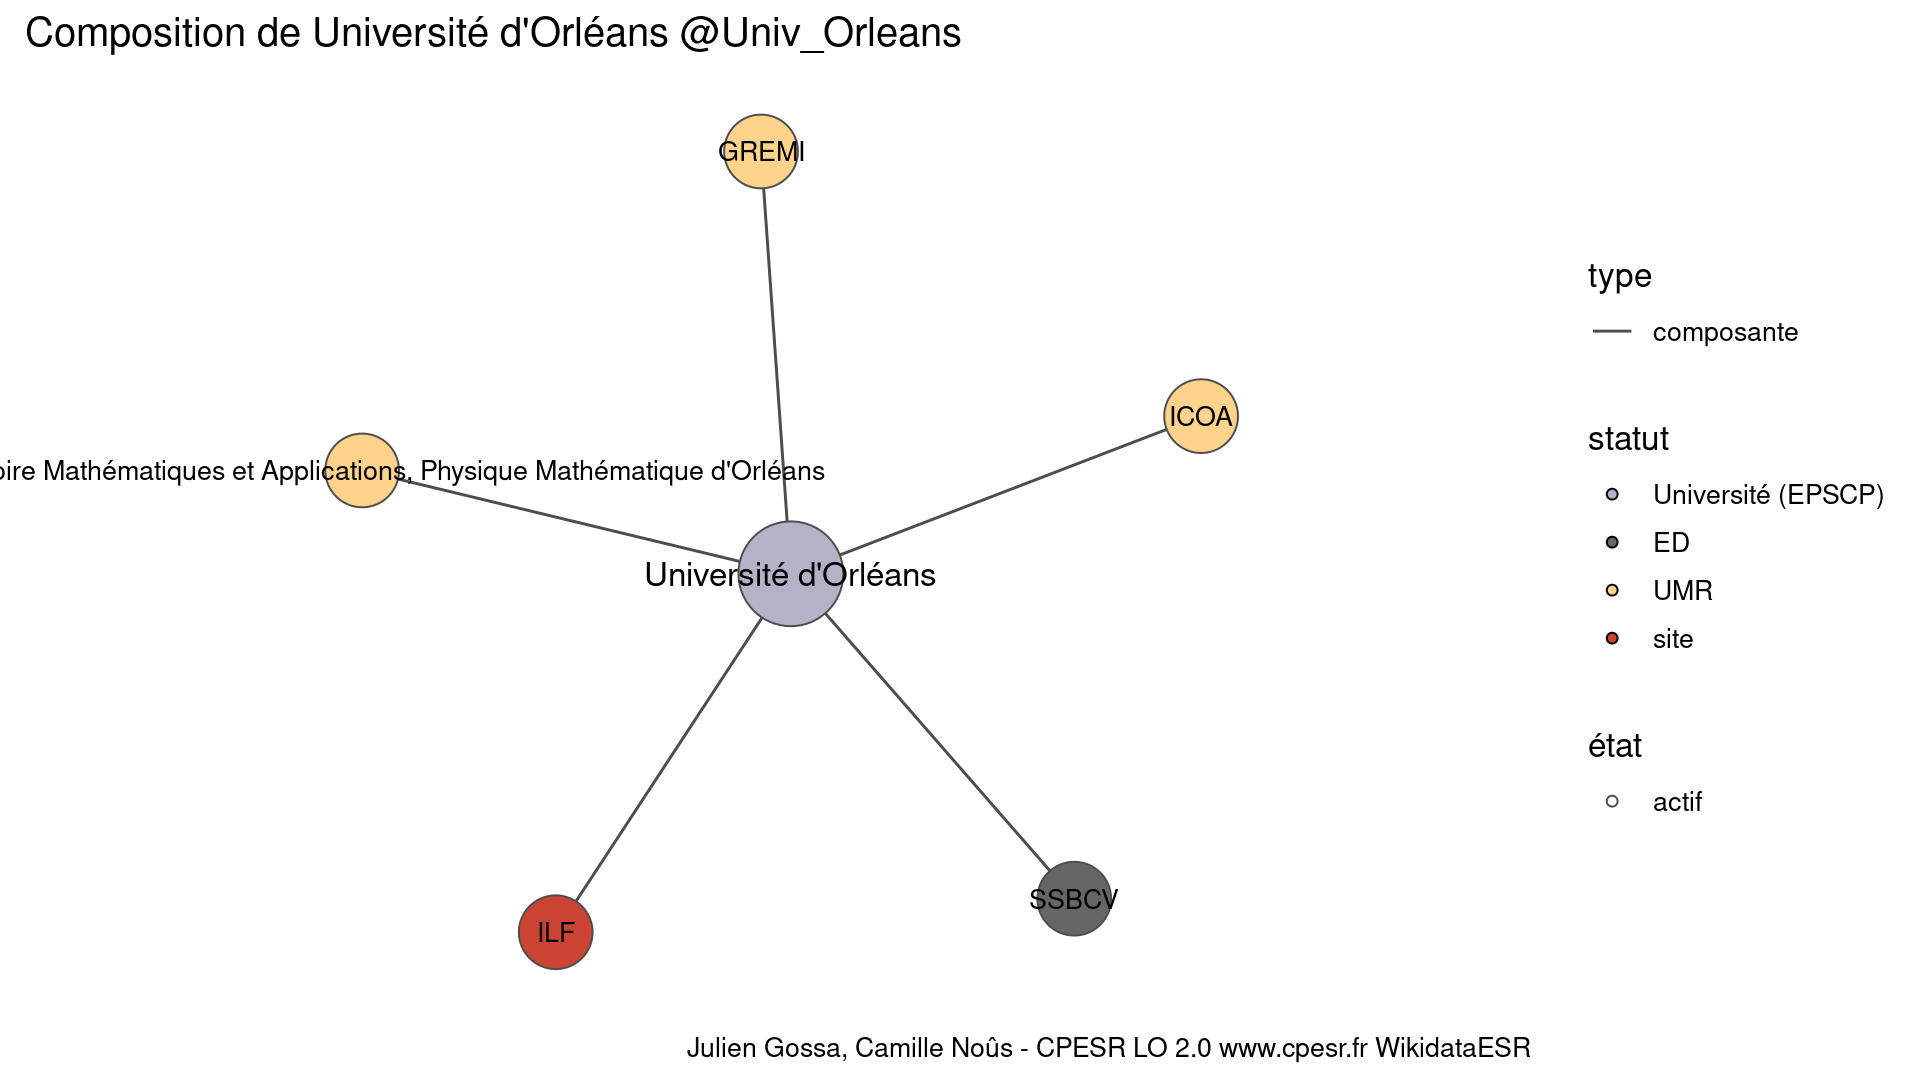 Composition de Université d'Orléans @Univ_Orleans
GREMI
ICOA
Mathématiques et Applications, Physique Mathématique d'Orléans
Université d'Orléans
SSBCV
ILF
type
composante
statut
Université (EPSCP)
ED
UMR
site
état
actif
Julien Gossa, Camille Noûs - CPESR LO 2.0 www.cpesr.fr WikidataESR